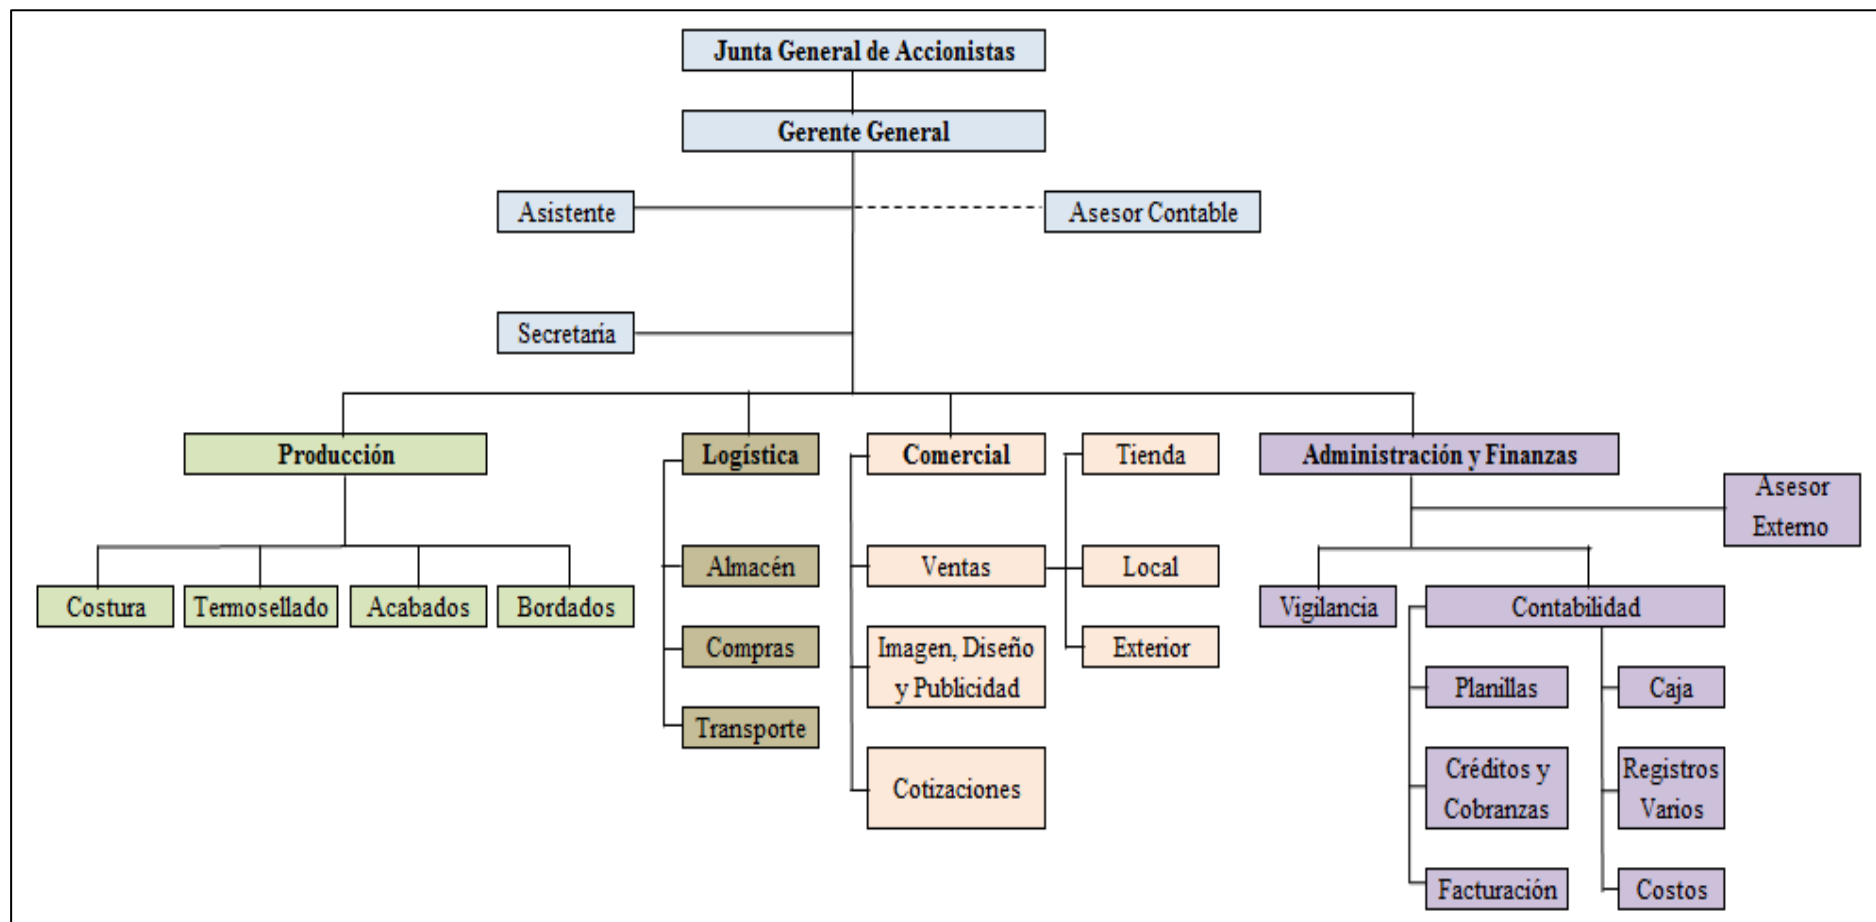 Junta General de Accionistas
Gerente General
Asistente
Asesor Contable
Secretaría
Producción
Logística
Comercial
Tienda
Administración y Finanzas
Asesor
Externo
Almacén
Ventas
Local
Costura
Termosellado
Acabados
Bordados
Vigilancia
Contabilidad
Compras
Imagen, Diseño
y Publicidad
Exterior
Planillas
Caja
Transporte
Cotizaciones
Créditos y
Cobranzas
Registros
Varios
Facturación
Costos